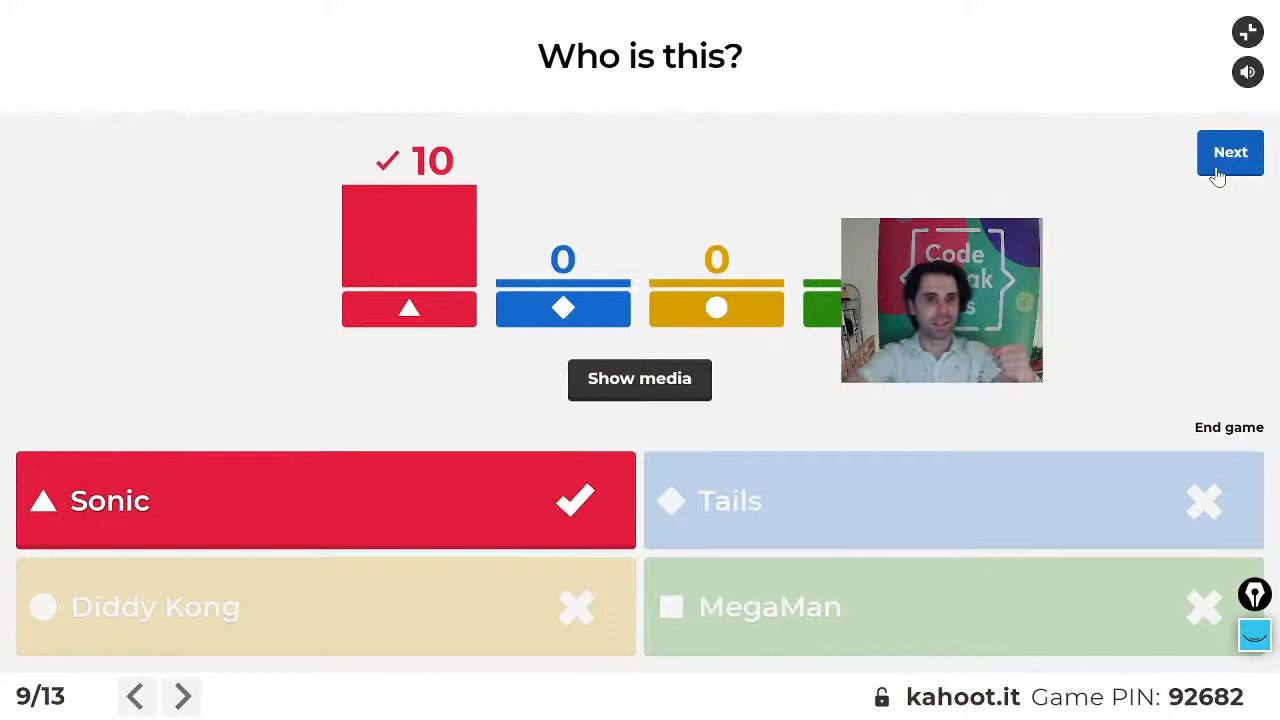 Who is this?
Next
10
0
0
Code
Show media
End game
Sonic
Tails
Diddy Kong
MegaMan
9/13
kahoot.it Game PIN: 92682